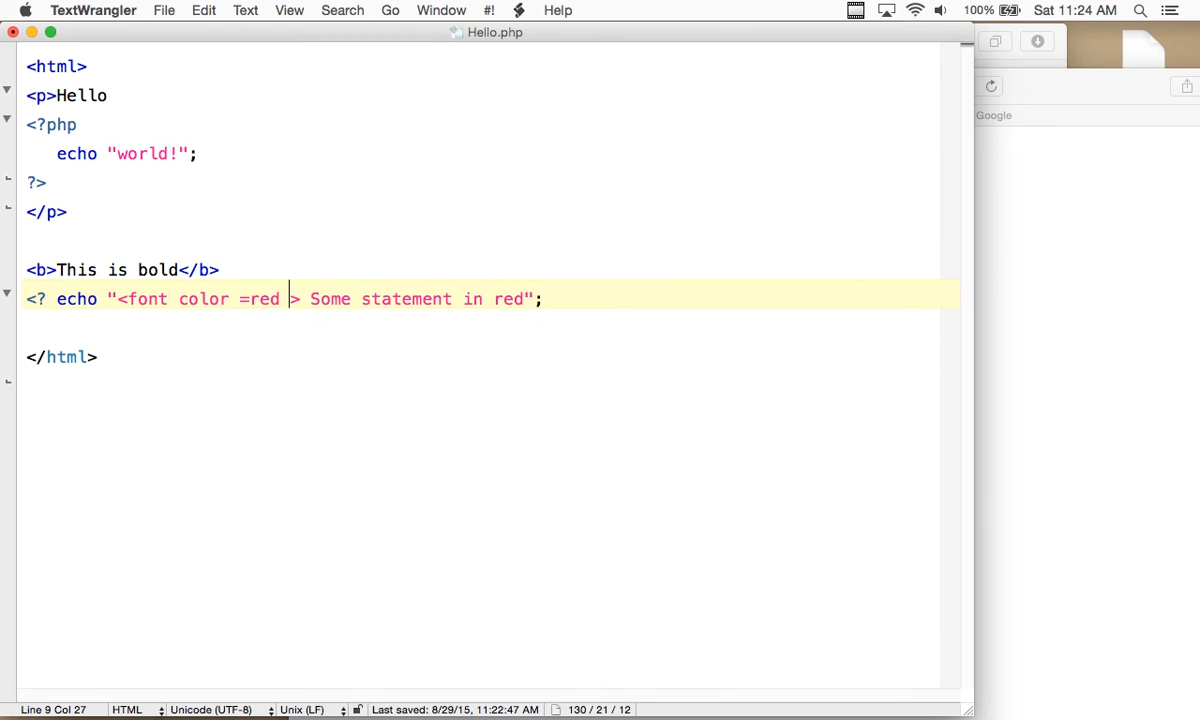 TextWrangler File Edit Text View Search Go Window #! Help 100% Sat 11:24 AM
Hello.php
<html>
<p>Hello
<?php
echo "world!";
?>
</p>
<b>This is bold</b>
<? echo "<font color =red > Some statement in red";
</html>
Google
Line 9 Col 27 HTML Unicode (UTF-8) Unix (LF) Last saved: 8/29/15, 11:22:47 AM 130 / 21 / 12